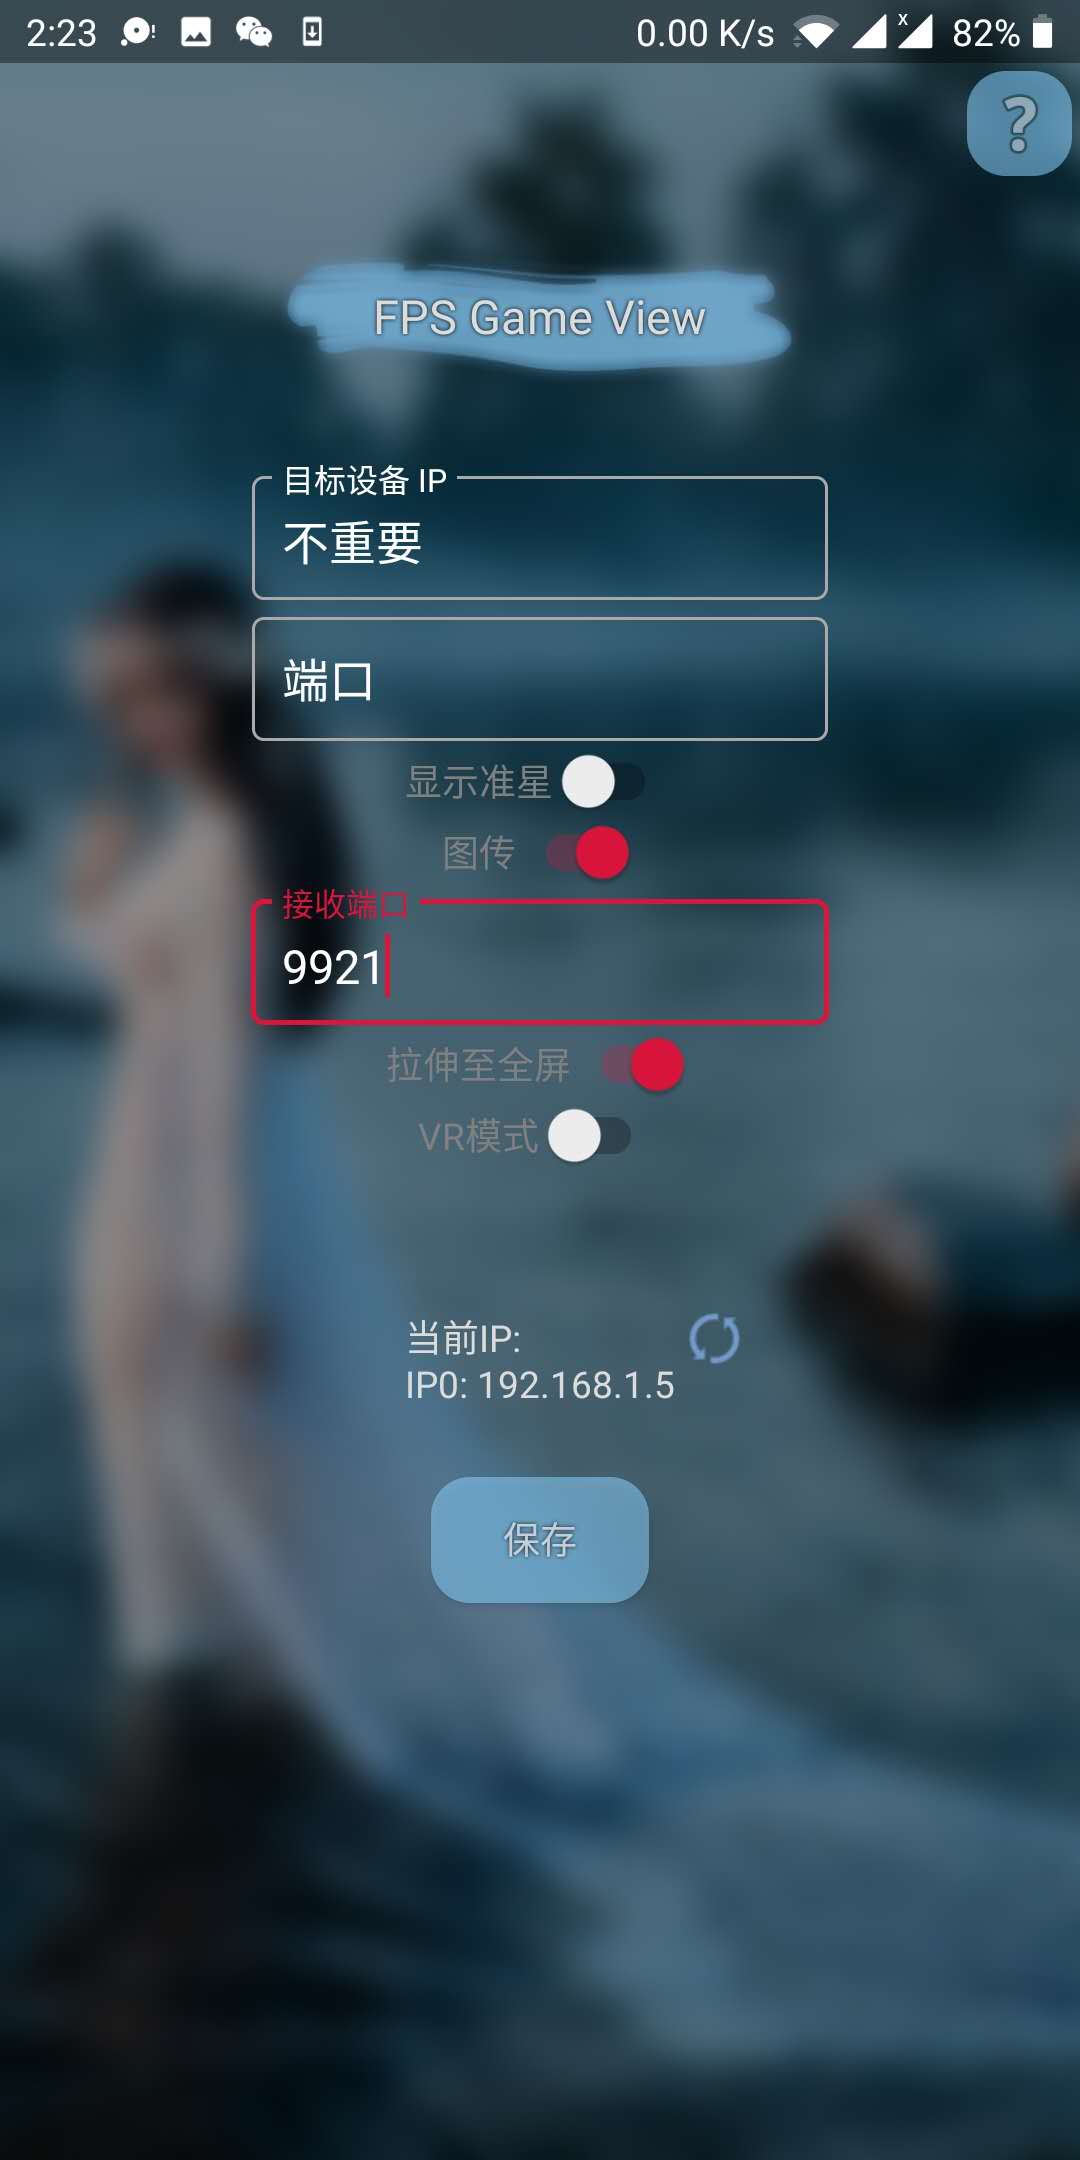 2:23
0.00 K/s
x
82%
?
FPS Game View
目标设备 IP
不重要
端口
显示准星
图传
接收端口
9921
拉伸至全屏
VR模式
当前IP:
IP0: 192.168.1.5
保存